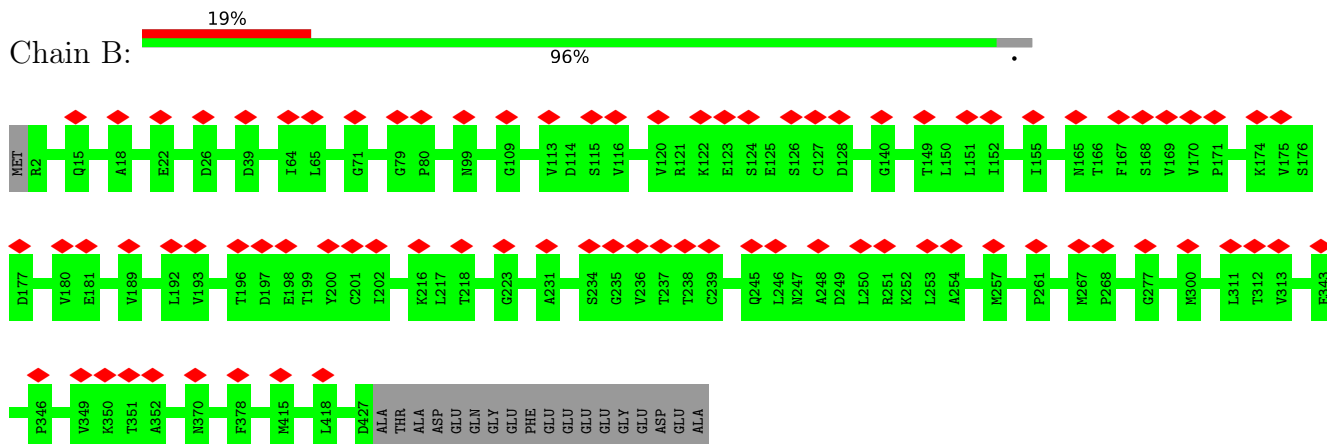 19%
Chain B:
96%
.
MET R2 Q15 A18 E22 D26 D39 I64 L65 G71 G79 P80 N99 G109 V113 D114 S115 V116 V120 R121 K122 E123 S124 E125 S126 C127 D128 G140 T149 L150 L151 I152 I155 N165 T166 F167 S168 V169 V170 P171 K174 V175 S176
D177 V180 E181 V189 L192 V193 T196 D197 E198 T199 Y200 C201 I202 K216 L217 T218 G223 A231 S234 G235 V236 T237 T238 C239 Q245 L246 N247 A248 D249 L250 R251 K252 L253 A254 M257 P261 M267 P268 G277 M300 L311 T312 V313 E343
P346 V349 K350 T351 A352 N370 F378 M415 L418 D427 ALA THR ALA ASP GLU GLN GLY GLU PHE GLU GLU GLU GLU GLY GLU ASP GLU ALA